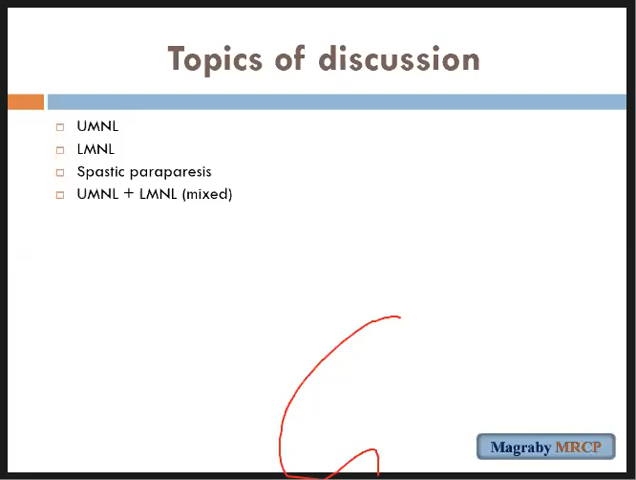 Topics of discussion
UMNL
LMNL
Spastic paraparesis
UMNL + LMNL (mixed)
Magraby MRCP